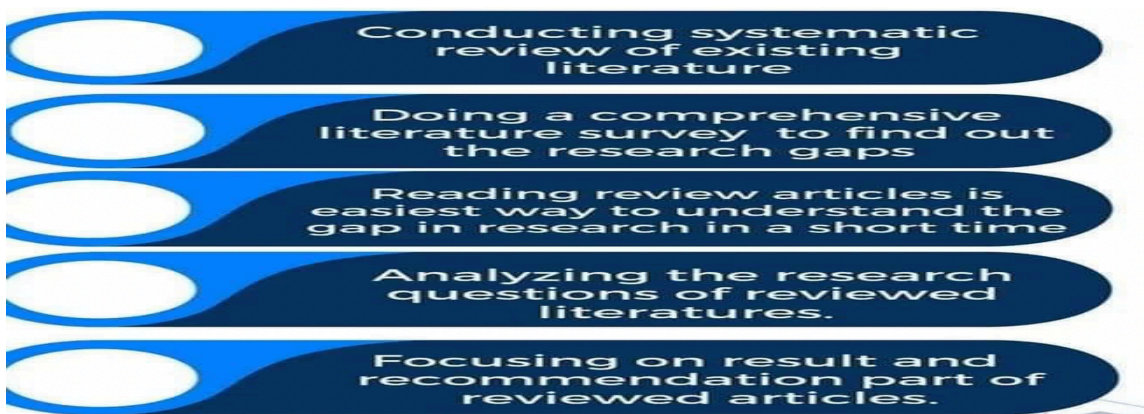 Conducting systematic
review of existing
literature
Doing a comprehensive
literature survey to find out
the research gaps
Reading review articles is
easiest way to understand the
gap in research in a short time
Analyzing the research
questions of reviewed
literatures.
Focusing on result and
recommendation part of
reviewed articles.